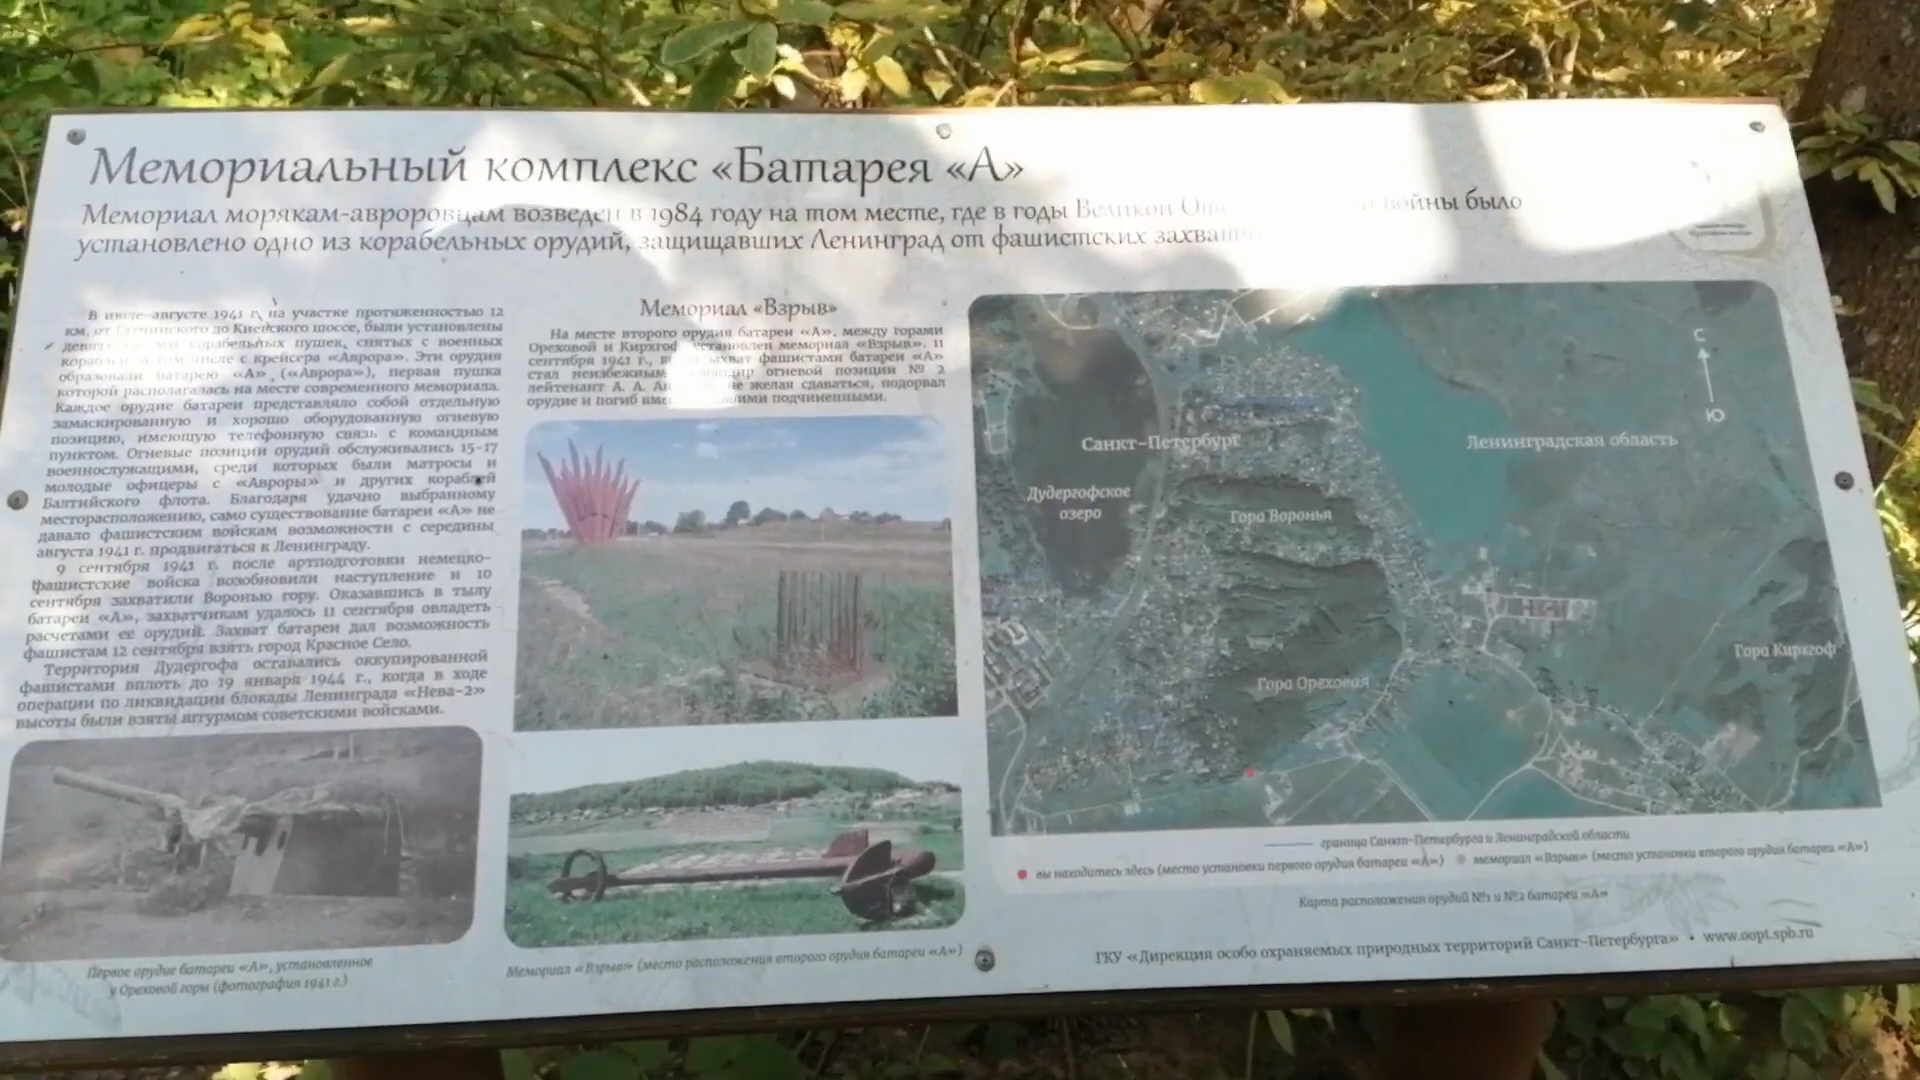 Мемориальный комплекс «Батарея «А»
Мемориал морякам-авроровцам возведен в 1984 году на том месте, где в годы Великой войны было
установлено одно из корабельных орудий, защищавших Ленинград от фашистских
В июле-августе 1941 г. на участке протяженностью 12
км, от Гатчинского до Киевского шоссе, были установлены
корабельных пушек, снятых с военных
числе с крейсера «Аврора». Эти орудия
образовали батарею «А» («Аврора»), первая пушка
которой располагалась на месте современного мемориала.
Каждое орудие батареи представляло собой отдельную
замаскированную и хорошо оборудованную огневую
позицию, имеющую телефонную связь с командным
пунктом. Огневые позиции орудий обслуживались 15-17
военнослужащими, среди которых были матросы и
молодые офицеры с «Авроры» и других кораблей
Балтийского флота. Благодаря удачно выбранному
месторасположению, само существование батареи «А» не
давало фашистским войскам возможности с середины
августа 1941 г. продвигаться к Ленинграду.
9 сентября 1941 г. после артподготовки немецко-
фашистские войска возобновили наступление и 10
сентября захватили Воронью гору. Оказавшись в тылу
батареи «А», захватчикам удалось 11 сентября овладеть
расчетами ее орудий. Захват батареи дал возможность
фашистам 12 сентября взять город Красное Село.
Территория Дудергофа оставались оккупированной
фашистами вплоть до 19 января 1944 г., когда в ходе
операции по ликвидации блокады Ленинграда «Нева-2»
высоты были взяты штурмом советскими войсками.
Первое орудие батареи «А», установленное
у Ореховой горы (фотография 1941 г.)
Мемориал «Взрыв»
На месте второго орудия батареи «А», между горами
Ореховой и Кирхгоф установлен мемориал «Взрыв». 11
сентября 1941 г., захват фашистами батареи «А»
стал неизбежным, огневой позиции № 2
лейтенант А. А. не желая сдаваться, подорвал
орудие и погиб своими подчиненными.
Мемориал «Взрыв» (место расположения второго орудия батареи «А»)
С
Ю
Санкт-Петербург
Ленинградская область
Дудергофское
озеро
Гора Воронья
Гора Кирхгоф
Гора Ореховая
граница Санкт-Петербурга и Ленинградской области
вы находитесь здесь (место установки первого орудия батареи «А») мемориал «Взрыв» (место установки второго орудия батареи «А»)
Карта расположения орудий №1 и №2 батареи «А»
ГКУ «Дирекция особо охраняемых природных территорий Санкт-Петербурга» • www.oopt.spb.ru